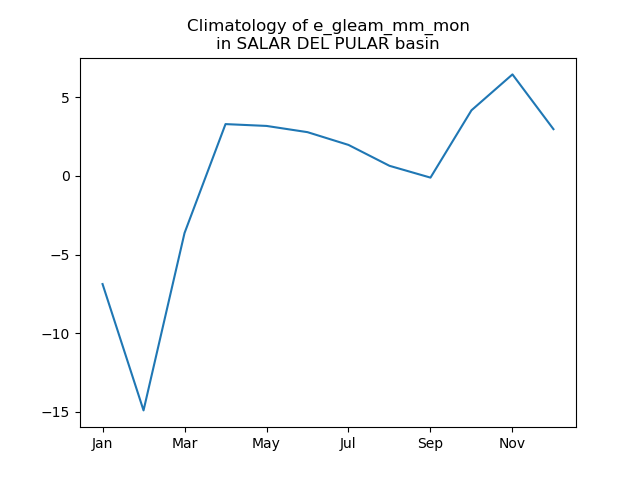 Climatology of e_gleam_mm_mon
in SALAR DEL PULAR basin
5
0
−5
−10
−15
Jan Mar May Jul Sep Nov